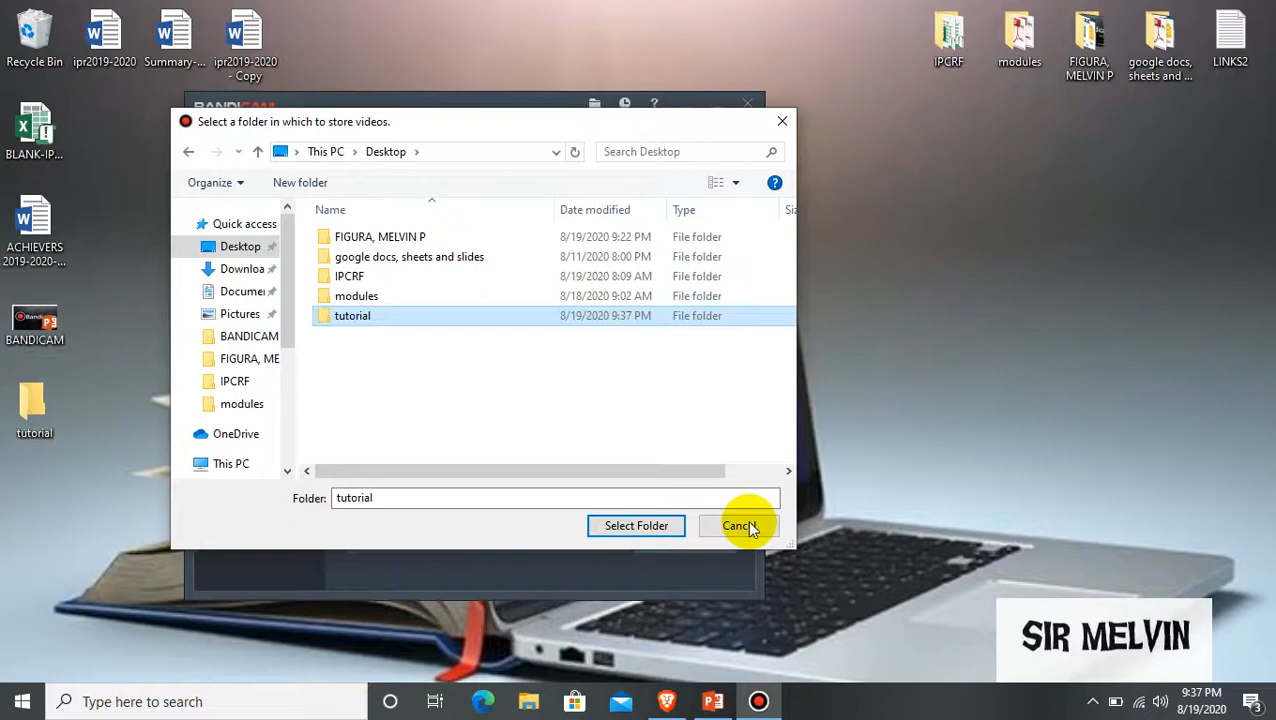 Recycle Bin
ipr2019-2020
Summary-...
ipr2019-2020
- Copy
IPCRF
modules
FIGURA,
MELVIN P
google docs,
sheets and ...
LINKS2
BLANK-IP...
ACHIEVERS
2019-2020-...
BANDICAM
tutorial
BANDICAM
Select a folder in which to store videos.
This PC
Desktop
Search Desktop
Organize
New folder
Name
Date modified
Type
Siz
Quick access
Desktop
Downloa
Documer
Pictures
BANDICAM
FIGURA, ME
IPCRF
modules
OneDrive
This PC
FIGURA, MELVIN P 8/19/2020 9:22 PM File folder
google docs, sheets and slides 8/11/2020 8:00 PM File folder
IPCRF 8/19/2020 8:09 AM File folder
modules 8/18/2020 9:02 AM File folder
tutorial 8/19/2020 9:37 PM File folder
Folder: tutorial
Select Folder
Cancel
SIR MELVIN
Type here to search
9:37 PM
8/19/2020
3